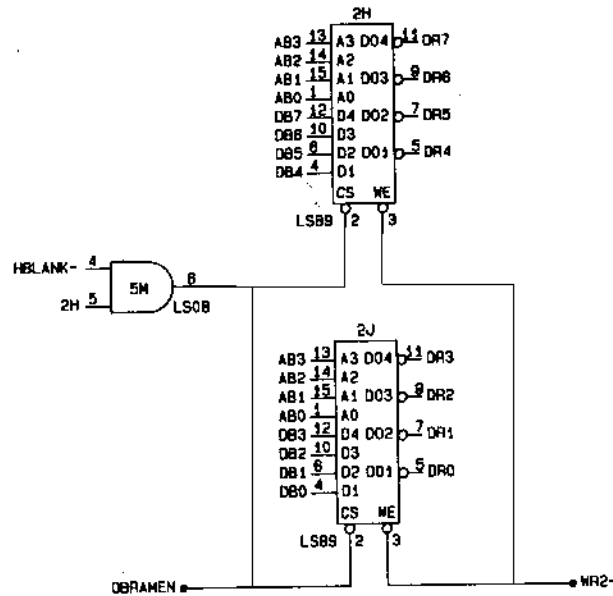 2H
AB3 13 A3 DO4 11 DR7
AB2 14 A2
AB1 15 A1 DO3 9 DR6
AB0 1 A0
DB7 12 D4 DO2 7 DR5
DB6 10 D3
DB5 6 D2 DO1 5 DR4
DB4 4 D1
CS WE
LS89 2 3
HBLANK- 4
5M 6
2H 5 LS08
2J
AB3 13 A3 DO4 11 DR3
AB2 14 A2
AB1 15 A1 DO3 9 DR2
AB0 1 A0
DB3 12 D4 DO2 7 DR1
DB2 10 D3
DB1 6 D2 DO1 5 DR0
DB0 4 D1
CS WE
LS89 2 3
OBRAMEN WR2-